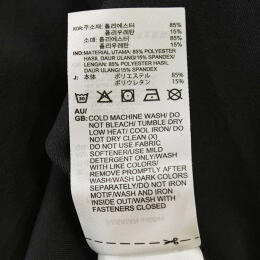 KOR: 주소재: 폴리에스터 85%
폴리우레탄 15%
소매: 폴리에스터 85%
폴리우레탄 15%
IND: MATERIAL UTAMA: 85% POLYESTER
HASIL DAUR ULANG/15% SPANDEX/
LENGAN: 85% POLYESTER HASIL
DAUR ULANG/15% SPANDEX
J: 本体 ポリエステル 85%
ポリウレタン 15%
AU/
GB: COLD MACHINE WASH/ DO
NOT BLEACH/ TUMBLE DRY
LOW HEAT/ COOL IRON/ DO
NOT DRY CLEAN (X)
DO NOT USE FABRIC
SOFTENER/USE MILD
DETERGENT ONLY/WASH
WITH LIKE COLORS/
REMOVE PROMPTLY AFTER
WASH/WASH DARK COLORS
SEPARATELY/DO NOT IRON
MOTIF/WASH AND IRON
INSIDE OUT/WASH WITH
FASTENERS CLOSED